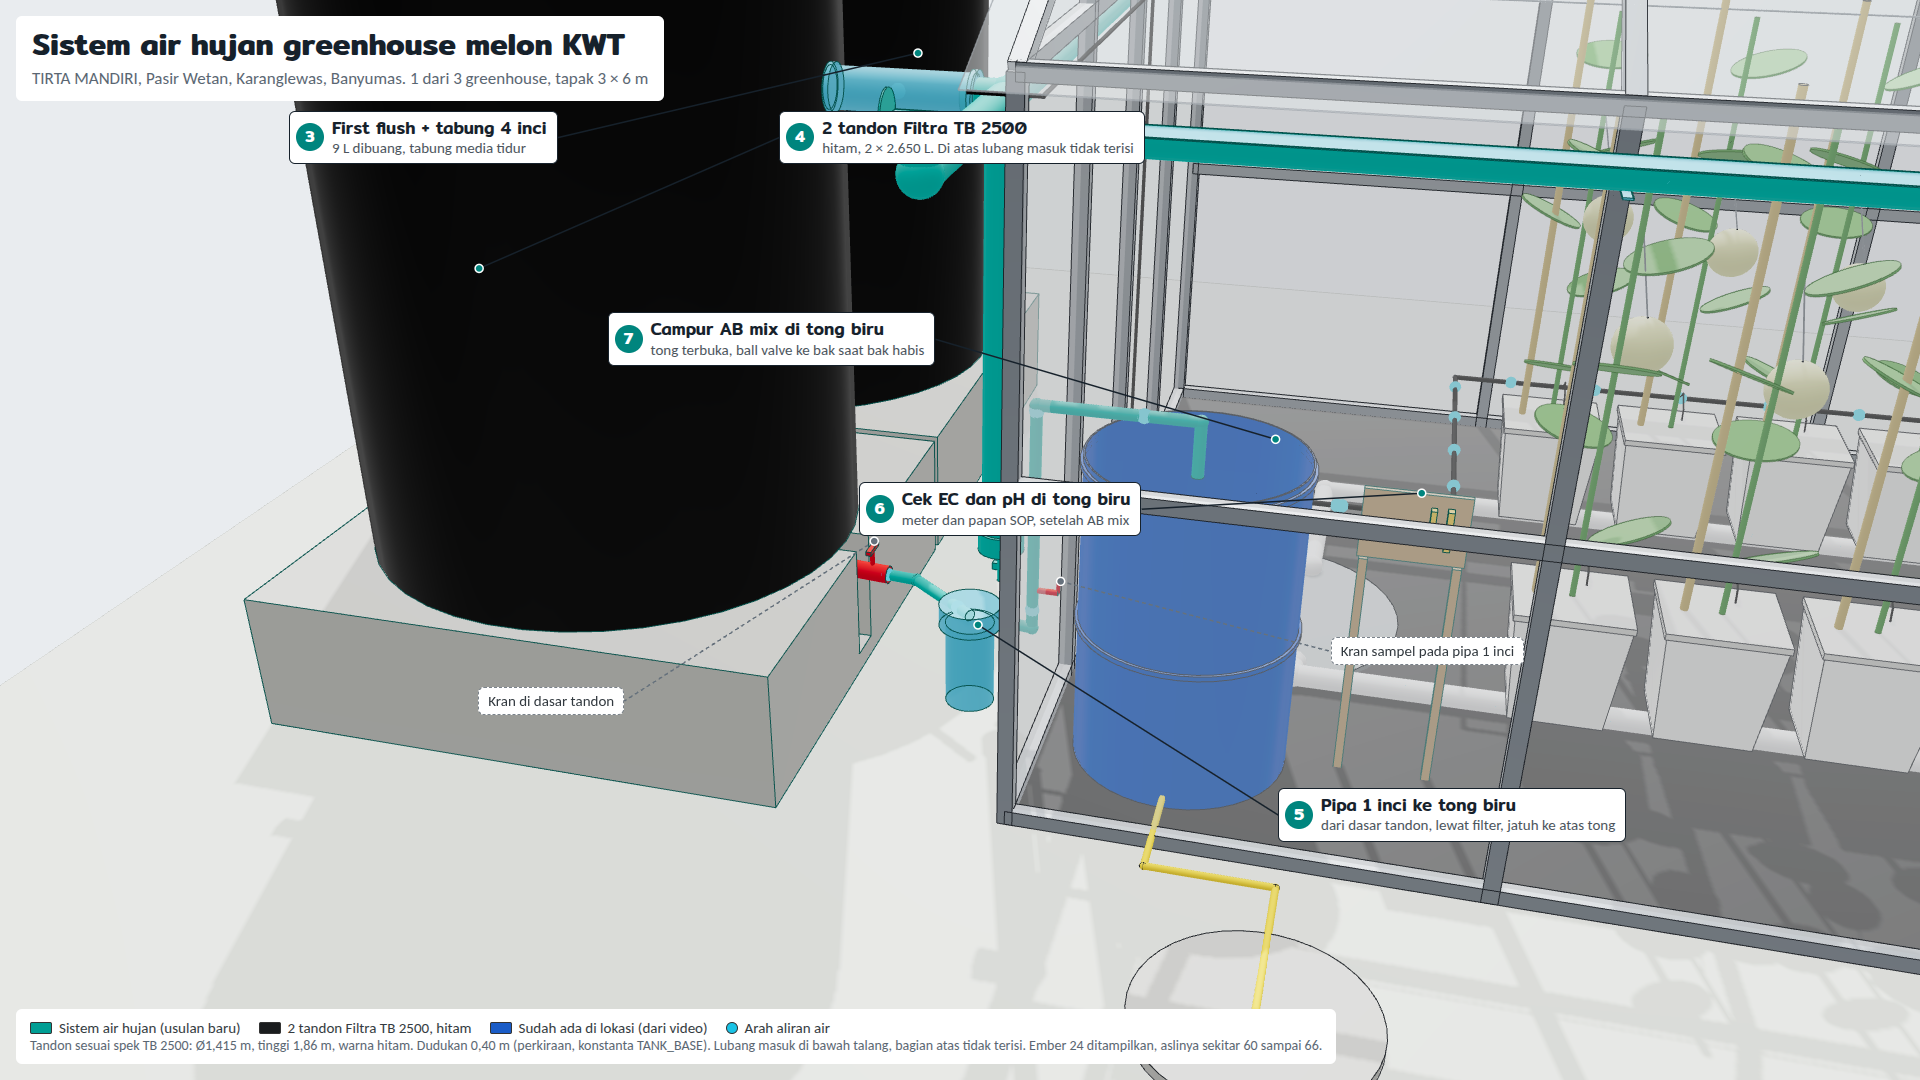 Sistem air hujan greenhouse melon KWT
TIRTA MANDIRI, Pasir Wetan, Karanglewas, Banyumas. 1 dari 3 greenhouse, tapak 3 × 6 m
3
First flush + tabung 4 inci
9 L dibuang, tabung media tidur
4
2 tandon Filtra TB 2500
hitam, 2 × 2.650 L. Di atas lubang masuk tidak terisi
7
Campur AB mix di tong biru
tong terbuka, ball valve ke bak saat bak habis
6
Cek EC dan pH di tong biru
meter dan papan SOP, setelah AB mix
Kran sampel pada pipa 1 inci
Kran di dasar tandon
5
Pipa 1 inci ke tong biru
dari dasar tandon, lewat filter, jatuh ke atas tong
Sistem air hujan (usulan baru)
2 tandon Filtra TB 2500, hitam
Sudah ada di lokasi (dari video)
Arah aliran air
Tandon sesuai spek TB 2500: Ø1,415 m, tinggi 1,86 m, warna hitam. Dudukan 0,40 m (perkiraan, konstanta TANK_BASE). Lubang masuk di bawah talang, bagian atas tidak terisi. Ember 24 ditampilkan, aslinya sekitar 60 sampai 66.